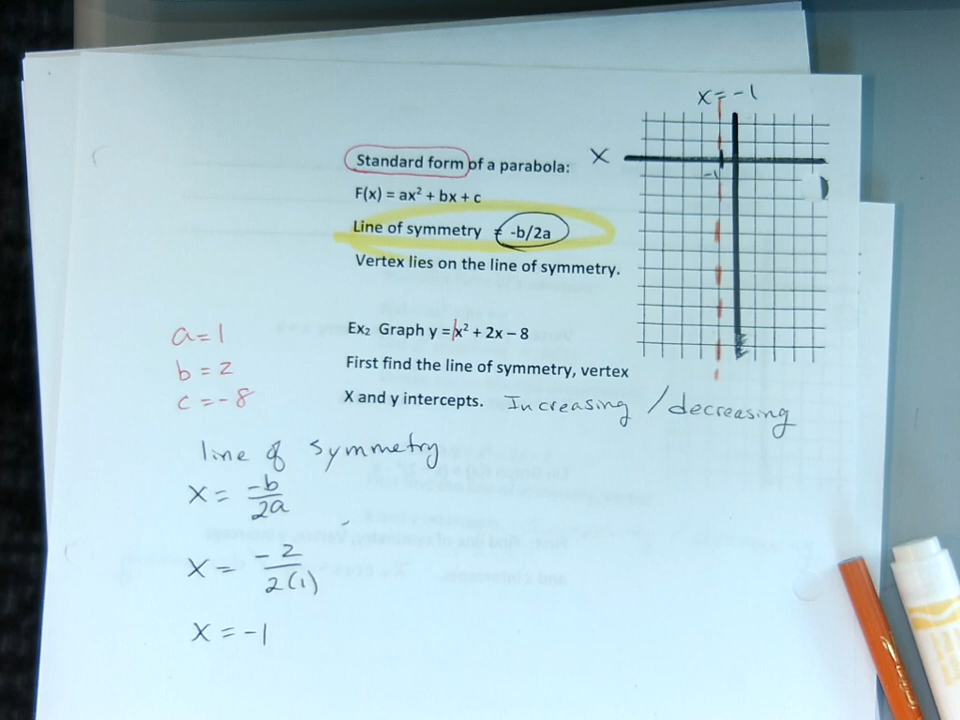 x = -1
Standard form of a parabola:
X
F(x) = ax² + bx + c
-1
Line of symmetry = -b/2a
Vertex lies on the line of symmetry.
Ex2 Graph y = 1x² + 2x – 8
a = 1
First find the line of symmetry, vertex
b = 2
X and y intercepts. Increasing / decreasing
c = -8
line of symmetry
x = -b/2a
x = -2/2(1)
x = -1